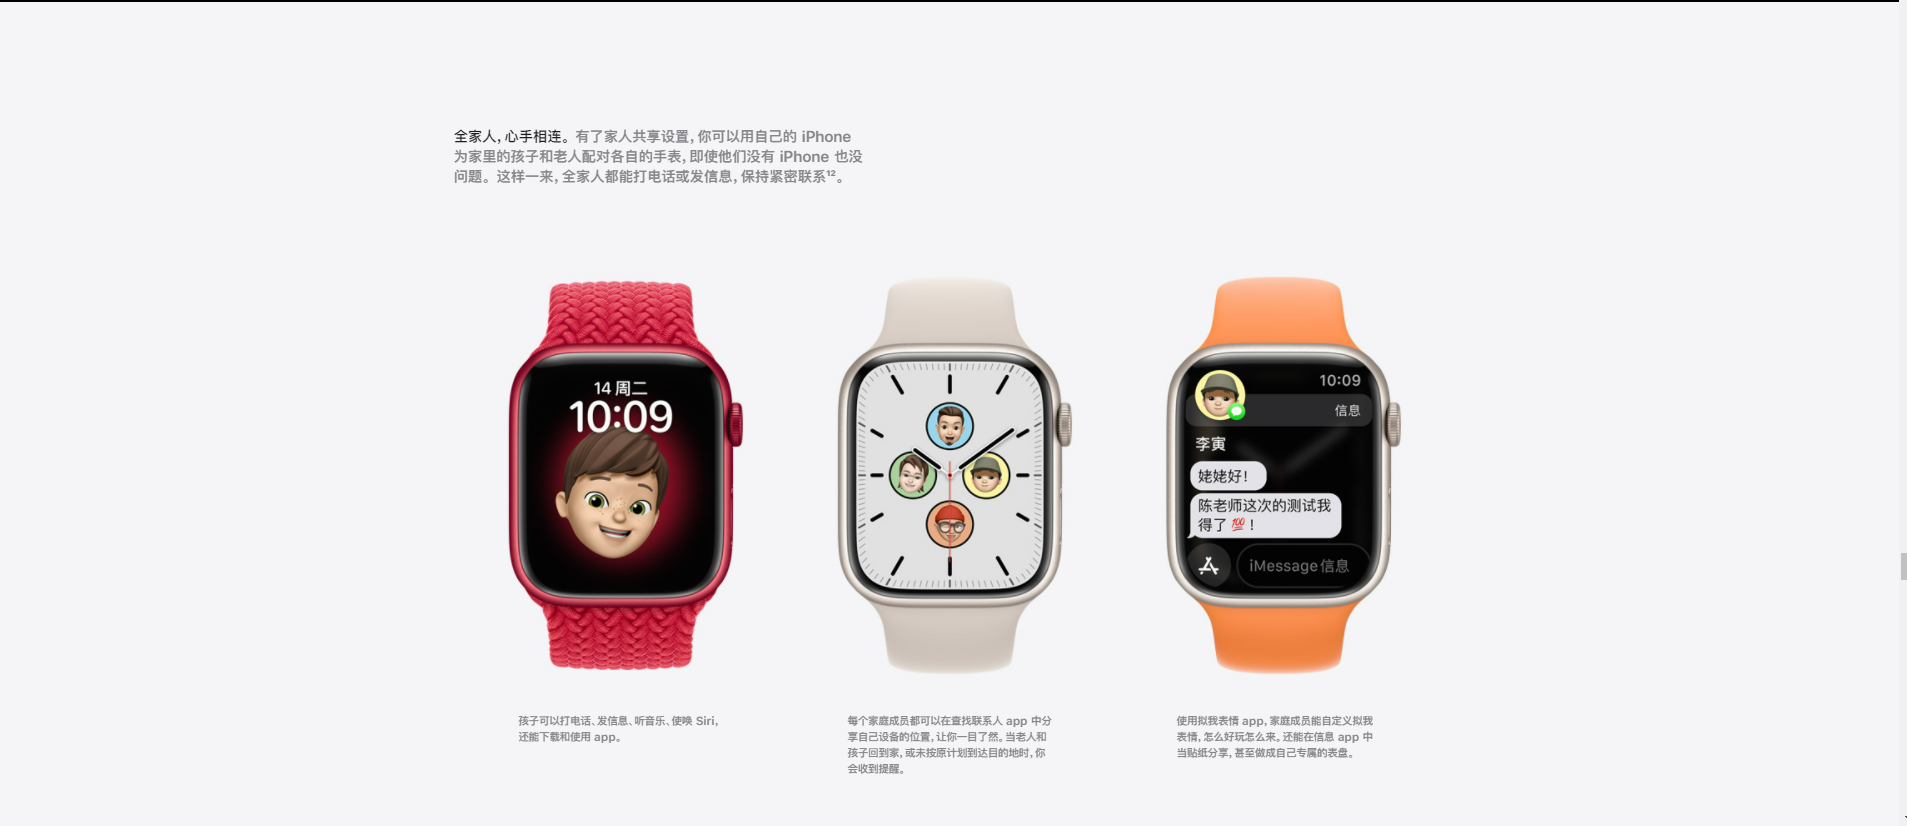 全家人，心手相连。有了家人共享设置，你可以用自己的 iPhone
为家里的孩子和老人配对各自的手表，即使他们没有 iPhone 也没
问题。这样一来，全家人都能打电话或发信息，保持紧密联系¹²。
14 周二
10:09
10:09
信息
李寅
姥姥好！
陈老师这次的测试我
得了 💯！
iMessage信息
孩子可以打电话、发信息、听音乐、使唤 Siri，
还能下载和使用 app。
每个家庭成员都可以在查找联系人 app 中分
享自己设备的位置，让你一目了然。当老人和
孩子回到家，或未按原计划到达目的地时，你
会收到提醒。
使用拟我表情 app，家庭成员能自定义拟我
表情，怎么好玩怎么来。还能在信息 app 中
当贴纸分享，甚至做成自己专属的表盘。